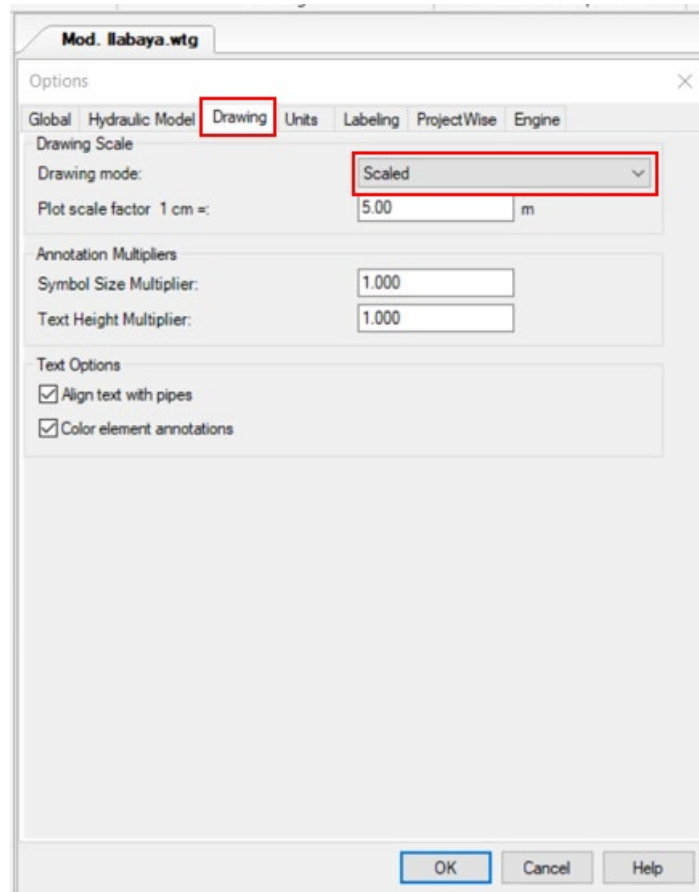 Mod. Ilabaya.wtg
Options
Global Hydraulic Model Drawing Units Labeling ProjectWise Engine
Drawing Scale
Drawing mode: Scaled
Plot scale factor 1 cm =: 5.00 m
Annotation Multipliers
Symbol Size Multiplier: 1.000
Text Height Multiplier: 1.000
Text Options
Align text with pipes
Color element annotations
OK Cancel Help